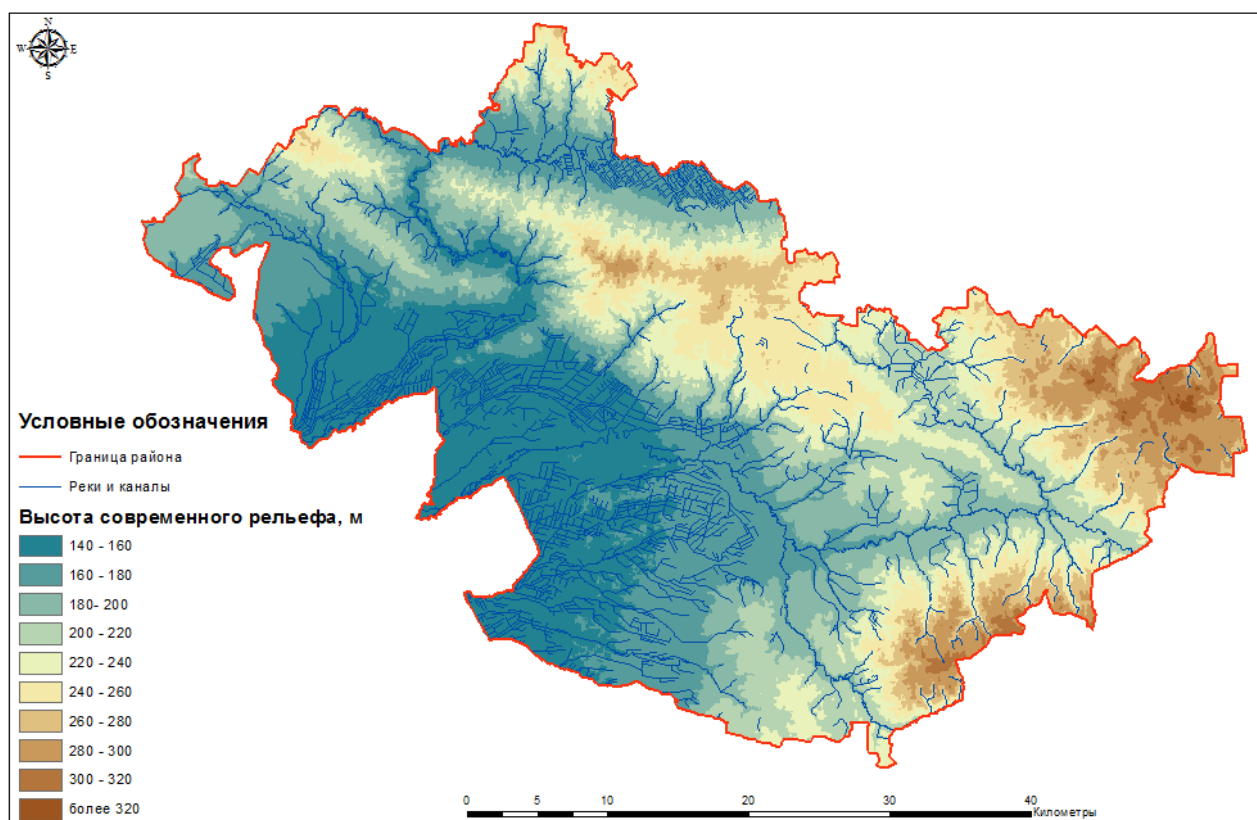 N
W E
S
Условные обозначения
Граница района
Реки и каналы
Высота современного рельефа, м
140 - 160
160 - 180
180- 200
200 - 220
220 - 240
240 - 260
260 - 280
280 - 300
300 - 320
более 320
0 5 10 20 30 40
Километры